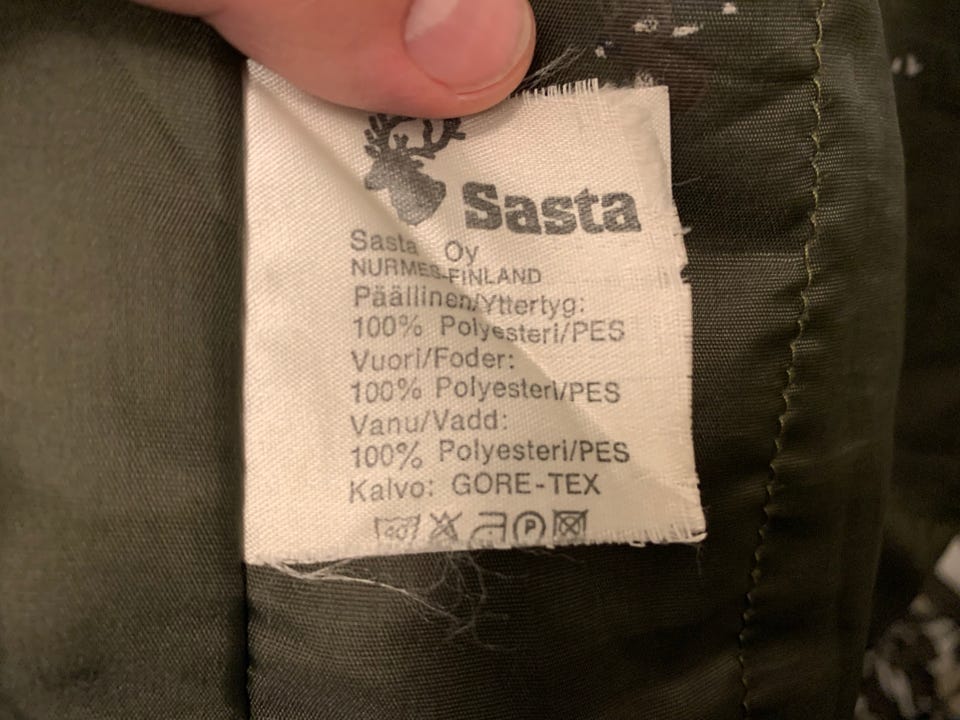 Sasta
Sasta Oy
NURMES-FINLAND
Päällinen/Yttertyg:
100% Polyesteri/PES
Vuori/Foder:
100% Polyesteri/PES
Vanu/Vadd:
100% Polyesteri/PES
Kalvo: GORE-TEX
40 P